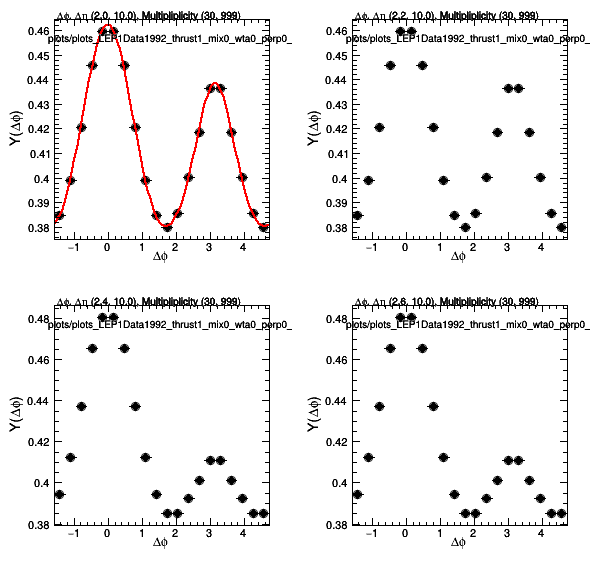 Δϕ, Δη (2.0, 10.0), Multipliplicity (30, 999)
plots/plots_LEP1Data1992_thrust1_mix0_wta0_perp0_
Y(Δϕ)
0.46
0.45
0.44
0.43
0.42
0.41
0.4
0.39
0.38
−1 0 1 2 3 4
Δϕ
Δϕ, Δη (2.2, 10.0), Multipliplicity (30, 999)
plots/plots_LEP1Data1992_thrust1_mix0_wta0_perp0_
Y(Δϕ)
0.46
0.45
0.44
0.43
0.42
0.41
0.4
0.39
0.38
−1 0 1 2 3 4
Δϕ
Δϕ, Δη (2.4, 10.0), Multipliplicity (30, 999)
plots/plots_LEP1Data1992_thrust1_mix0_wta0_perp0_
Y(Δϕ)
0.48
0.46
0.44
0.42
0.4
0.38
−1 0 1 2 3 4
Δϕ
Δϕ, Δη (2.6, 10.0), Multipliplicity (30, 999)
plots/plots_LEP1Data1992_thrust1_mix0_wta0_perp0_
Y(Δϕ)
0.48
0.46
0.44
0.42
0.4
0.38
−1 0 1 2 3 4
Δϕ